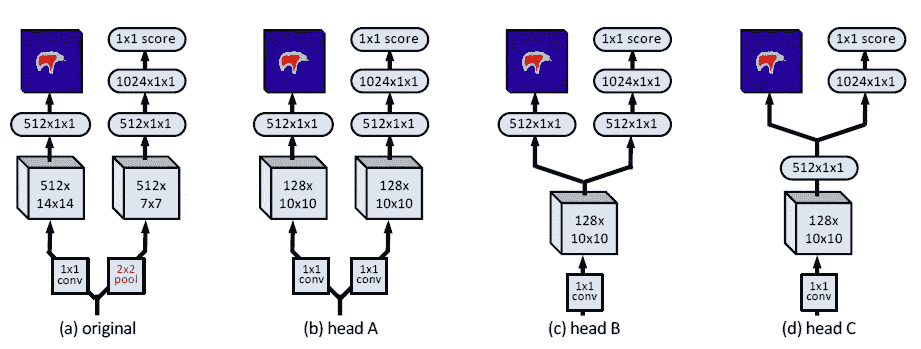 1x1 score
1024x1x1
512x1x1
512x1x1
512x
14x14
512x
7x7
1x1
conv
2x2
pool
(a) original
1x1 score
1024x1x1
512x1x1
512x1x1
128x
10x10
128x
10x10
1x1
conv
1x1
conv
(b) head A
1x1 score
1024x1x1
512x1x1
512x1x1
128x
10x10
1x1
conv
(c) head B
1x1 score
1024x1x1
512x1x1
128x
10x10
1x1
conv
(d) head C